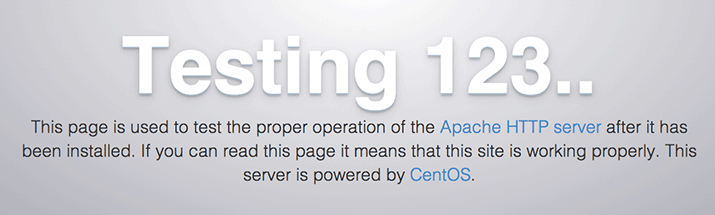 Testing 123..
This page is used to test the proper operation of the Apache HTTP server after it has
been installed. If you can read this page it means that this site is working properly. This
server is powered by CentOS.